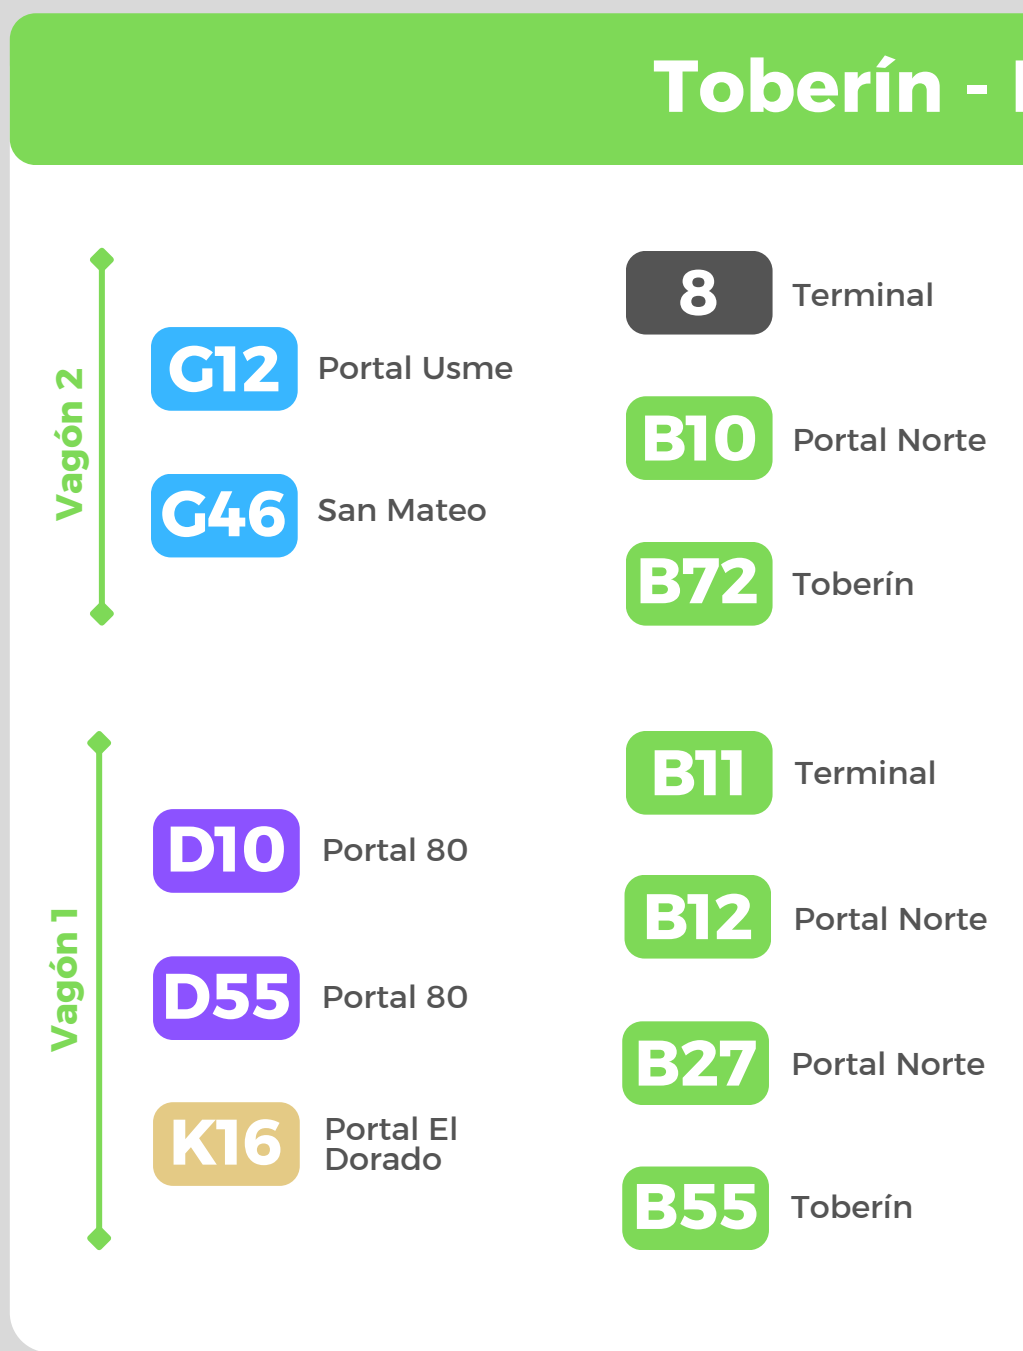 Toberín -
Vagón 2
G12 Portal Usme
G46 San Mateo
8 Terminal
B10 Portal Norte
B72 Toberín
Vagón 1
D10 Portal 80
D55 Portal 80
K16 Portal El
Dorado
B11 Terminal
B12 Portal Norte
B27 Portal Norte
B55 Toberín